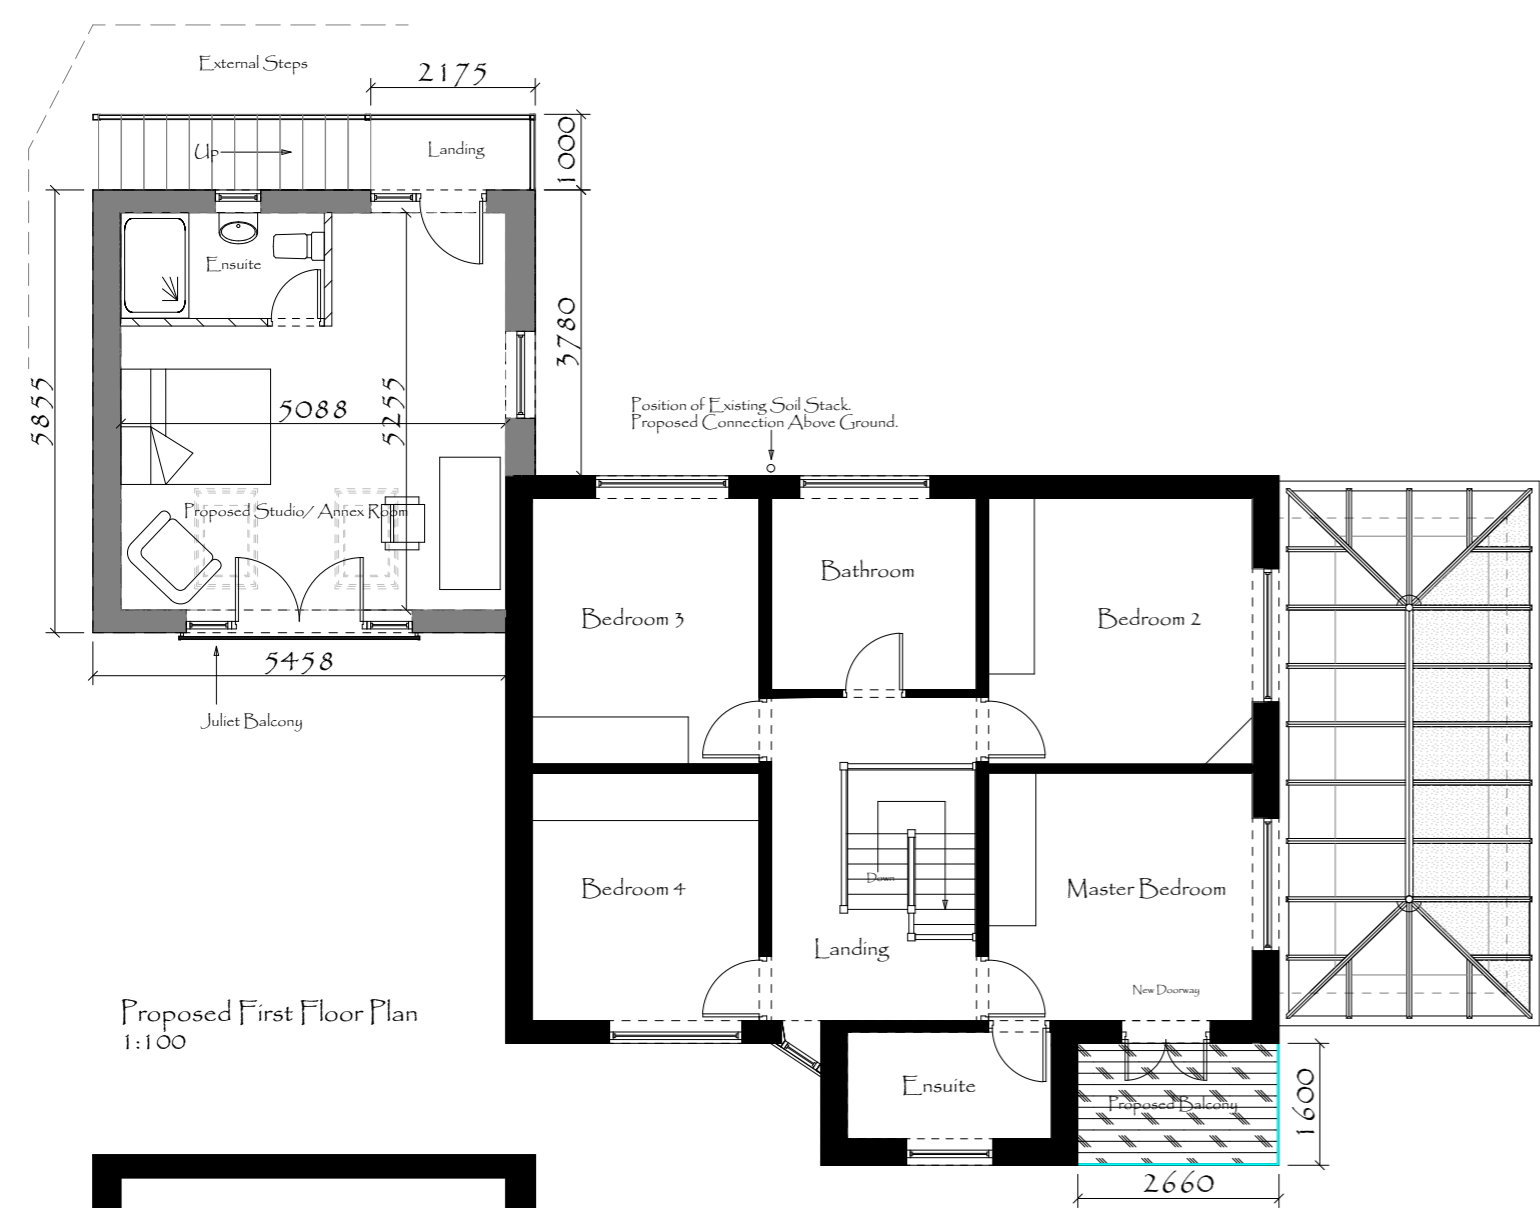 External Steps
2175
Up
Landing
1000
Ensuite
3780
5855
5088
5255
Position of Existing Soil Stack.
Proposed Connection Above Ground.
Proposed Studio/ Annex Room
Bathroom
Bedroom 3
Bedroom 2
5458
Juliet Balcony
Down
Bedroom 4
Master Bedroom
Landing
New Doorway
Proposed First Floor Plan
1:100
Ensuite
Proposed Balcony
1600
2660